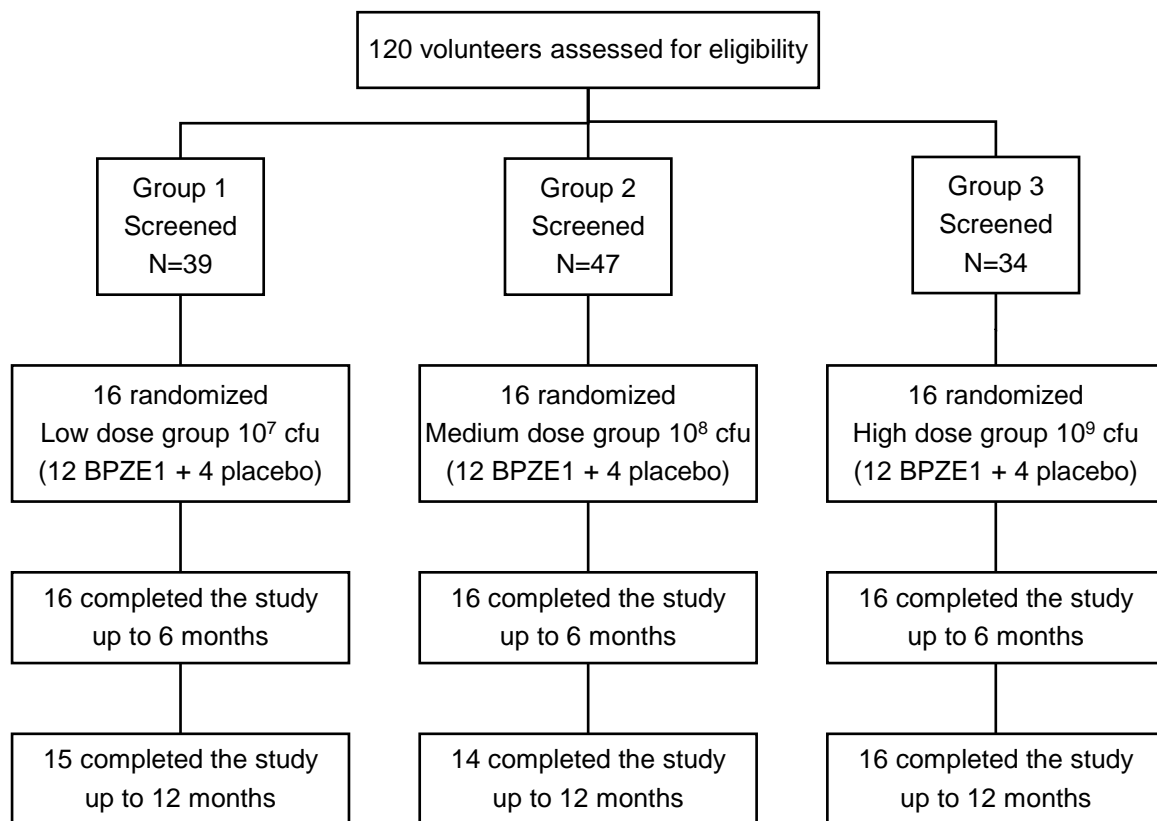 120 volunteers assessed for eligibility
Group 1
Screened
N=39
Group 2
Screened
N=47
Group 3
Screened
N=34
16 randomized
Low dose group 10⁷ cfu
(12 BPZE1 + 4 placebo)
16 randomized
Medium dose group 10⁸ cfu
(12 BPZE1 + 4 placebo)
16 randomized
High dose group 10⁹ cfu
(12 BPZE1 + 4 placebo)
16 completed the study
up to 6 months
16 completed the study
up to 6 months
16 completed the study
up to 6 months
15 completed the study
up to 12 months
14 completed the study
up to 12 months
16 completed the study
up to 12 months